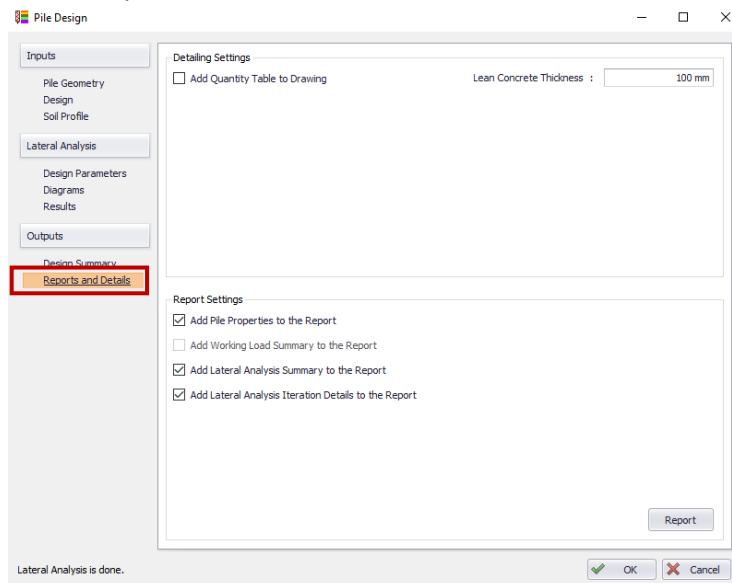 Pile Design
Inputs
Pile Geometry
Design
Soil Profile
Lateral Analysis
Design Parameters
Diagrams
Results
Outputs
Design Summary
Reports and Details
Detailing Settings
Add Quantity Table to Drawing
Lean Concrete Thickness :
100 mm
Report Settings
Add Pile Properties to the Report
Add Working Load Summary to the Report
Add Lateral Analysis Summary to the Report
Add Lateral Analysis Iteration Details to the Report
Report
Lateral Analysis is done.
OK
Cancel